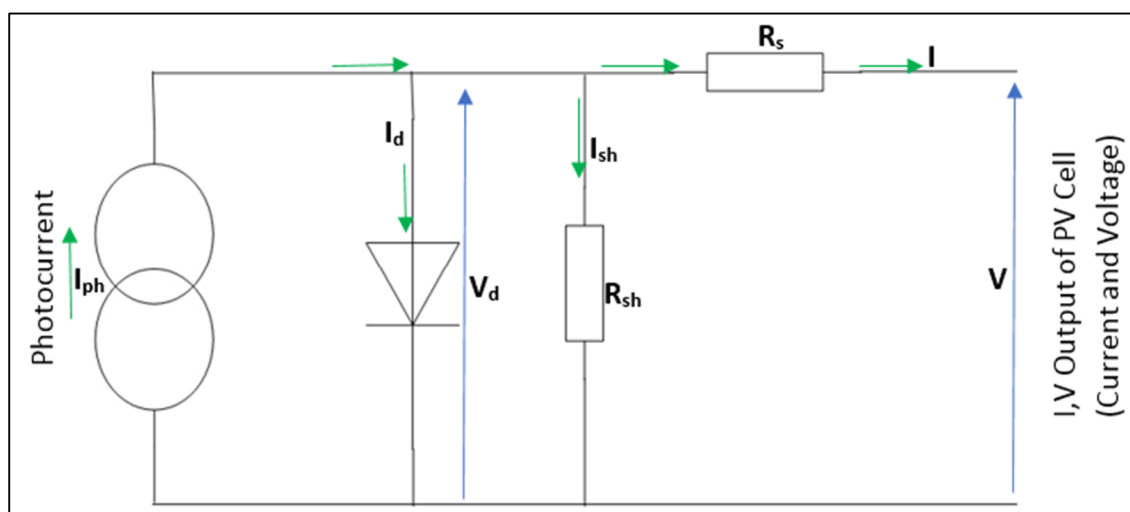 Rs
I
Id
Ish
Photocurrent
Iph
Vd
Rsh
V
I,V Output of PV Cell
(Current and Voltage)